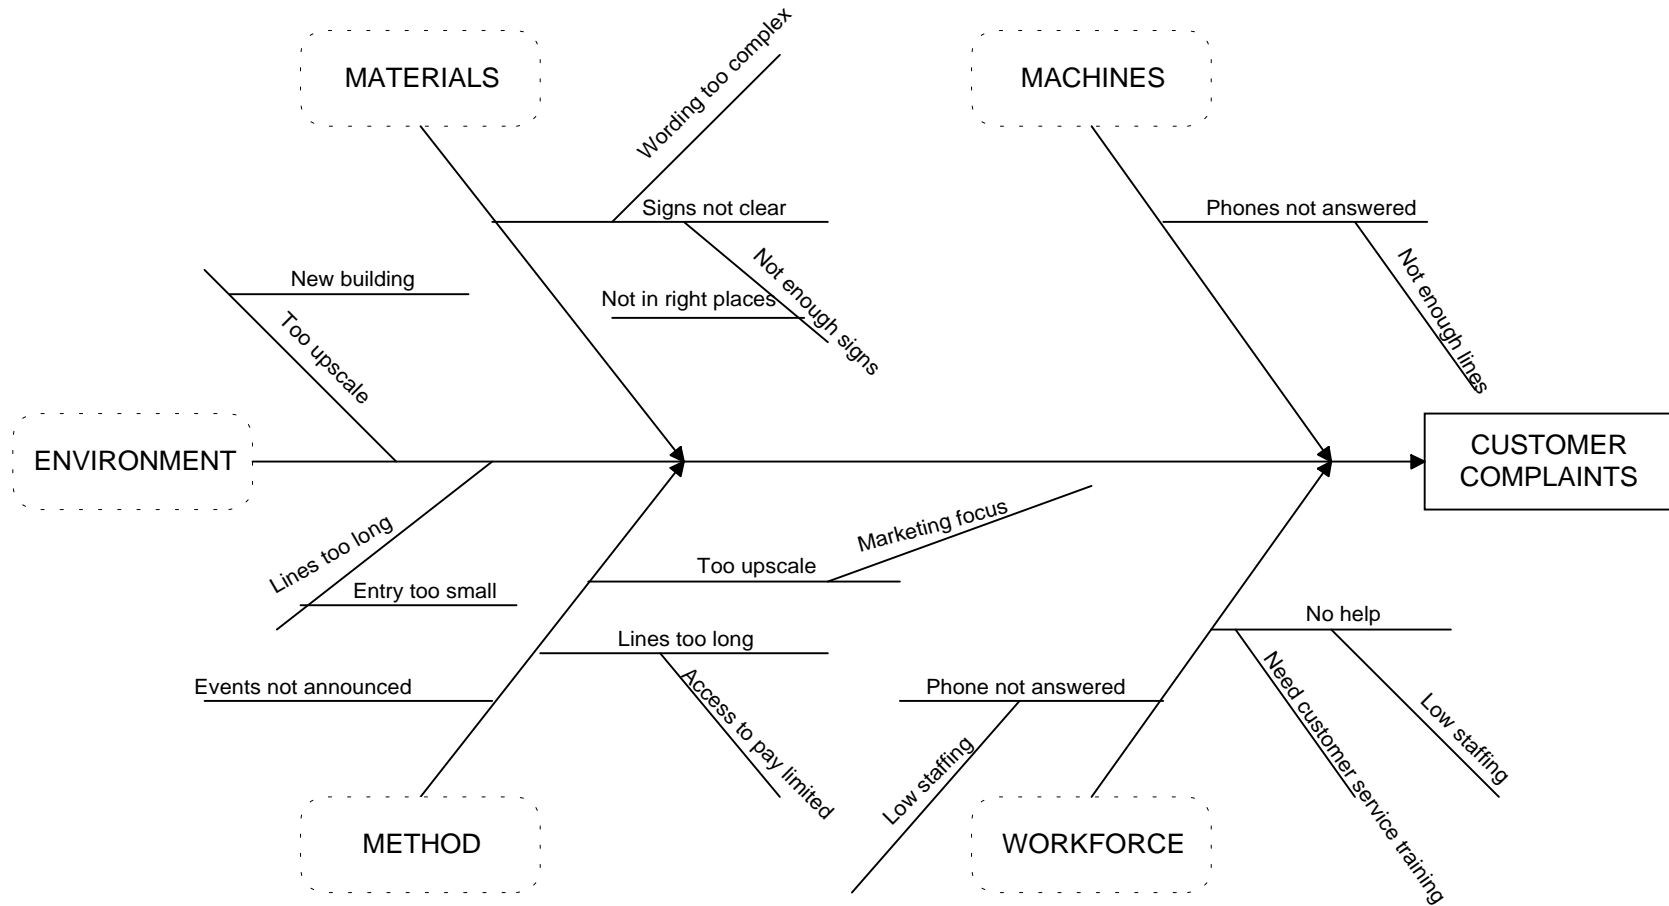 MATERIALS
Wording too complex
Signs not clear
Not enough signs
Not in right places
MACHINES
Phones not answered
Not enough lines
New building
Too upscale
ENVIRONMENT
CUSTOMER
COMPLAINTS
Lines too long
Entry too small
Marketing focus
Too upscale
Lines too long
Access to pay limited
Events not announced
METHOD
No help
Need customer service training
Low staffing
Phone not answered
Low staffing
WORKFORCE